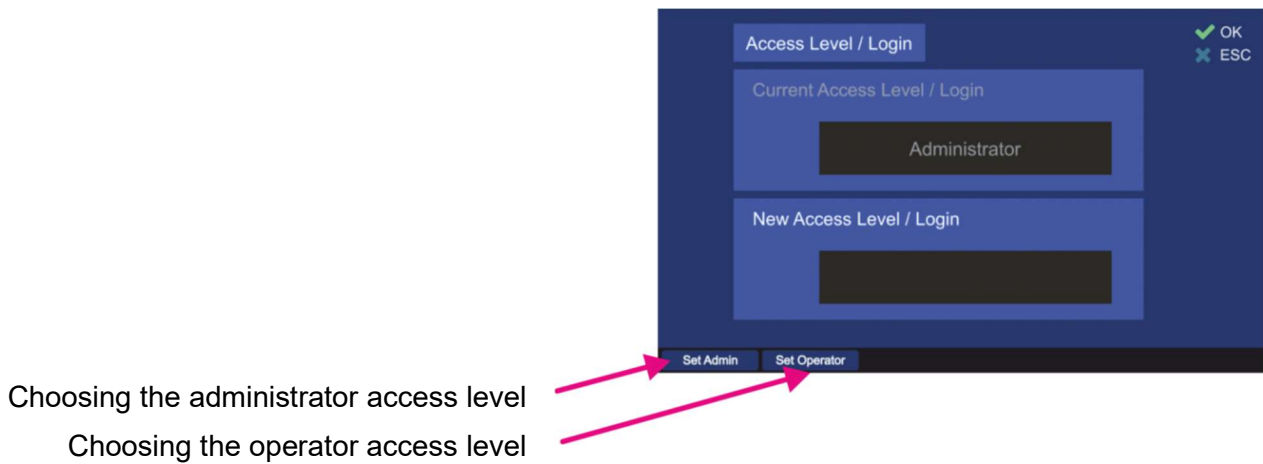 Access Level / Login
OK
ESC
Current Access Level / Login
Administrator
New Access Level / Login
Set Admin Set Operator
Choosing the administrator access level
Choosing the operator access level